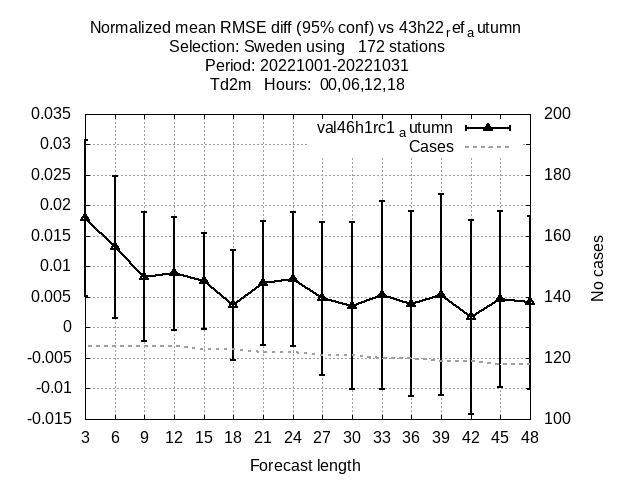 Normalized mean RMSE diff (95% conf) vs 43h22ᵣefₐutumn
Selection: Sweden using   172 stations
Period: 20221001-20221031
Td2m   Hours:  00,06,12,18
0.035
0.03
0.025
0.02
0.015
0.01
0.005
0
-0.005
-0.01
-0.015
val46h1rc1ₐutumn
Cases
200
180
160
140
120
100
No cases
3 6 9 12 15 18 21 24 27 30 33 36 39 42 45 48
Forecast length